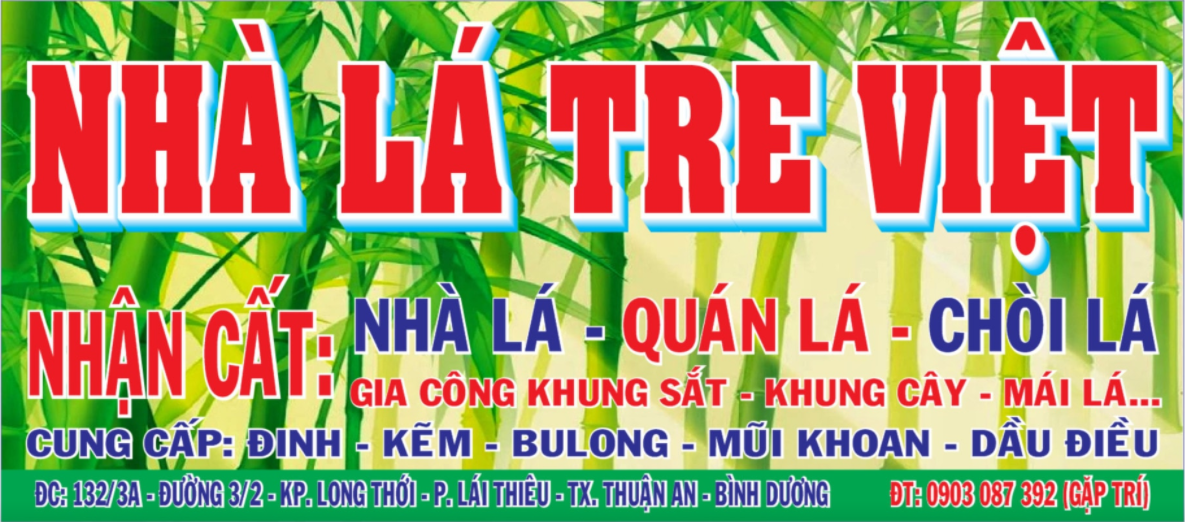 NHÀ LÁ TRE VIỆT
NHẬN CẤT: NHÀ LÁ - QUÁN LÁ - CHÒI LÁ
GIA CÔNG KHUNG SẮT - KHUNG CÂY - MÁI LÁ...
CUNG CẤP: ĐINH - KẼM - BULONG - MŨI KHOAN - DẦU ĐIỀU
ĐC: 132/3A - ĐƯỜNG 3/2 - KP. LONG THỚI - P. LÁI THIÊU - TX. THUẬN AN - BÌNH DƯƠNG ĐT: 0903 087 392 (GẶP TRÍ)